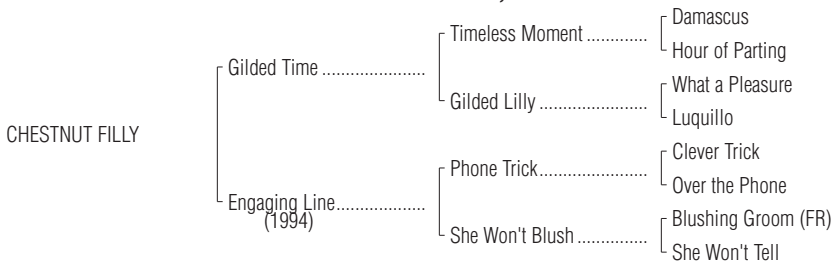 Damascus
Timeless Moment .............
Hour of Parting
Gilded Time ......................
What a Pleasure
Gilded Lilly .......................
Luquillo
CHESTNUT FILLY
Clever Trick
Phone Trick.......................
Over the Phone
Engaging Line...................
(1994)
Blushing Groom (FR)
She Won't Blush ...............
She Won't Tell